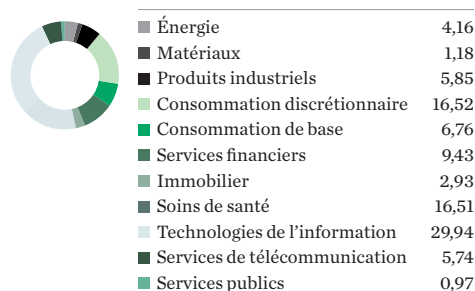 Énergie 4,16
Matériaux 1,18
Produits industriels 5,85
Consommation discrétionnaire 16,52
Consommation de base 6,76
Services financiers 9,43
Immobilier 2,93
Soins de santé 16,51
Technologies de l'information 29,94
Services de télécommunication 5,74
Services publics 0,97